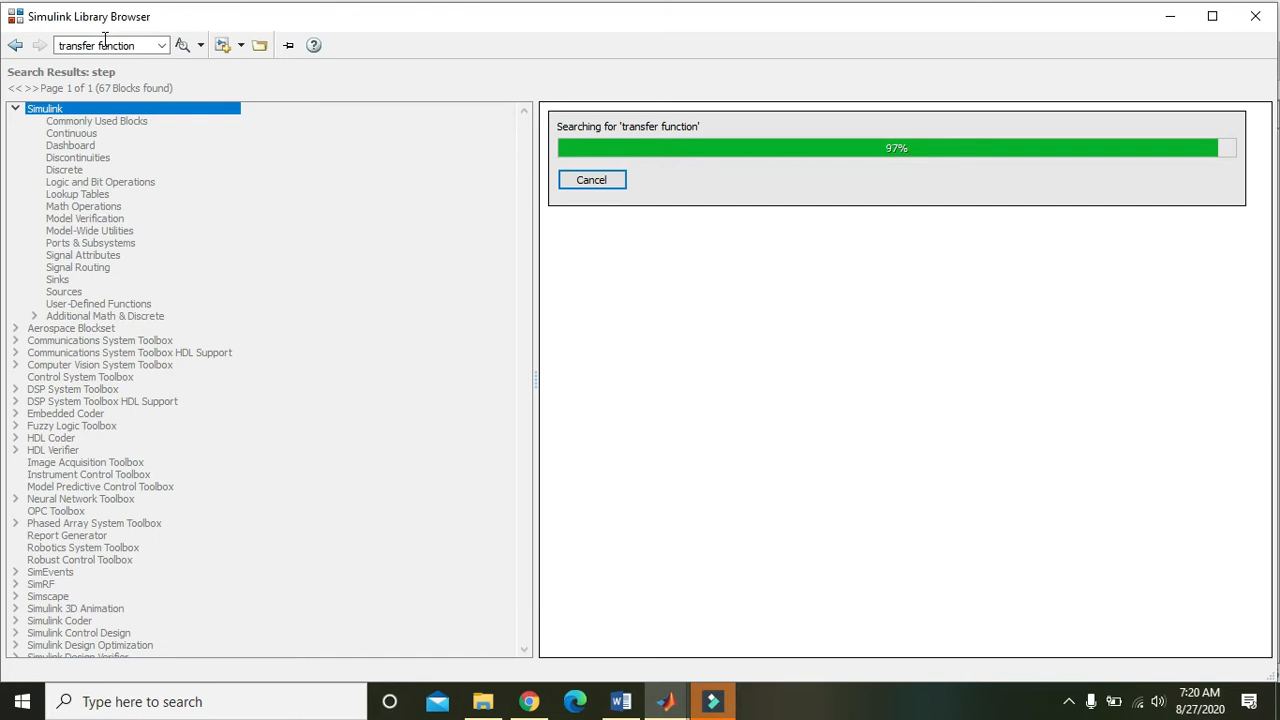 Simulink Library Browser
transfer function
Search Results: step
<< >>Page 1 of 1 (67 Blocks found)
Simulink
Commonly Used Blocks
Continuous
Dashboard
Discontinuities
Discrete
Logic and Bit Operations
Lookup Tables
Math Operations
Model Verification
Model-Wide Utilities
Ports & Subsystems
Signal Attributes
Signal Routing
Sinks
Sources
User-Defined Functions
Additional Math & Discrete
Aerospace Blockset
Communications System Toolbox
Communications System Toolbox HDL Support
Computer Vision System Toolbox
Control System Toolbox
DSP System Toolbox
DSP System Toolbox HDL Support
Embedded Coder
Fuzzy Logic Toolbox
HDL Coder
HDL Verifier
Image Acquisition Toolbox
Instrument Control Toolbox
Model Predictive Control Toolbox
Neural Network Toolbox
OPC Toolbox
Phased Array System Toolbox
Report Generator
Robotics System Toolbox
Robust Control Toolbox
SimEvents
SimRF
Simscape
Simulink 3D Animation
Simulink Coder
Simulink Control Design
Simulink Design Optimization
Simulink Design Verifier
Searching for 'transfer function'
97%
Cancel
Type here to search
7:20 AM
8/27/2020